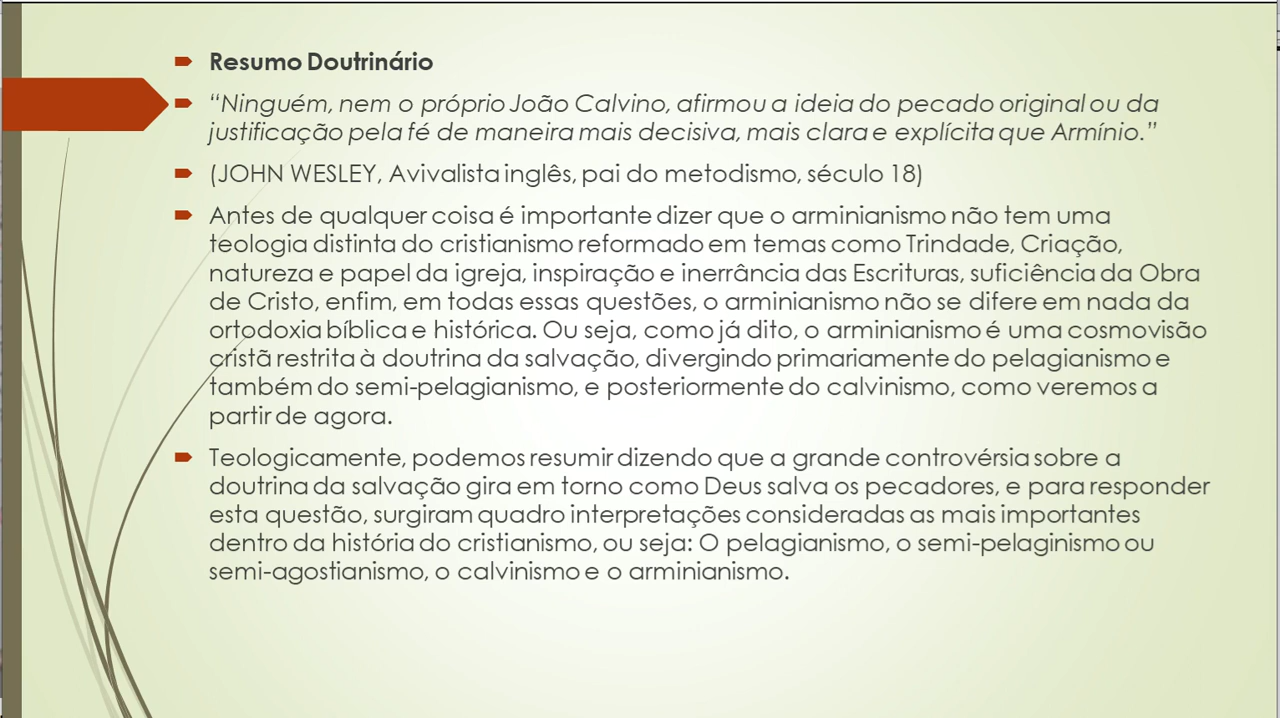 Resumo Doutrinário
“Ninguém, nem o próprio João Calvino, afirmou a ideia do pecado original ou da
justificação pela fé de maneira mais decisiva, mais clara e explícita que Armínio.”
(JOHN WESLEY, Avivalista inglês, pai do metodismo, século 18)
Antes de qualquer coisa é importante dizer que o arminianismo não tem uma
teologia distinta do cristianismo reformado em temas como Trindade, Criação,
natureza e papel da igreja, inspiração e inerrância das Escrituras, suficiência da Obra
de Cristo, enfim, em todas essas questões, o arminianismo não se difere em nada da
ortodoxia bíblica e histórica. Ou seja, como já dito, o arminianismo é uma cosmovisão
cristã restrita à doutrina da salvação, divergindo primariamente do pelagianismo e
também do semi-pelagianismo, e posteriormente do calvinismo, como veremos a
partir de agora.
Teologicamente, podemos resumir dizendo que a grande controvérsia sobre a
doutrina da salvação gira em torno como Deus salva os pecadores, e para responder
esta questão, surgiram quadro interpretações consideradas as mais importantes
dentro da história do cristianismo, ou seja: O pelagianismo, o semi-pelaginismo ou
semi-agostianismo, o calvinismo e o arminianismo.